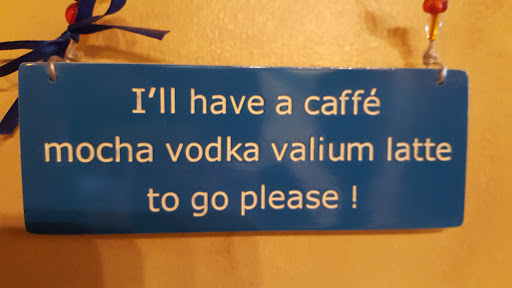 I'll have a caffé
mocha vodka valium latte
to go please !